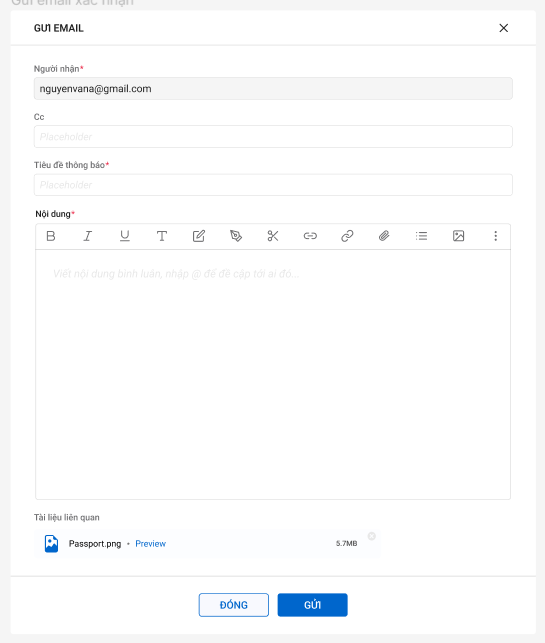 Gửi email xác nhận
GỬI EMAIL
Người nhận*
nguyenvana@gmail.com
Cc
Placeholder
Tiêu đề thông báo*
Placeholder
Nội dung*
B I U T
Viết nội dung bình luân, nhập @ để đề cập tới ai đó...
Tài liệu liên quan
Passport.png • Preview
5.7MB
ĐÓNG
GỬI